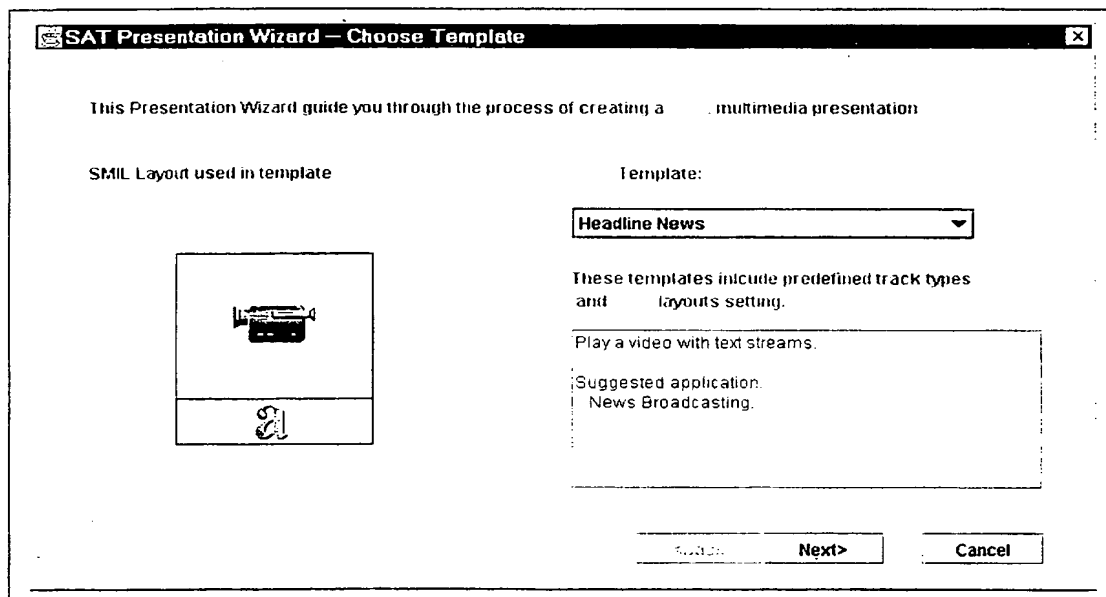 SAT Presentation Wizard — Choose Template
This Presentation Wizard guide you through the process of creating a . multimedia presentation
SMIL Layout used in template
Template:
Headline News
These templates inlcude predefined track types
and layouts setting.
Play a video with text streams.
Suggested application.
News Broadcasting.
a
Next>
Cancel